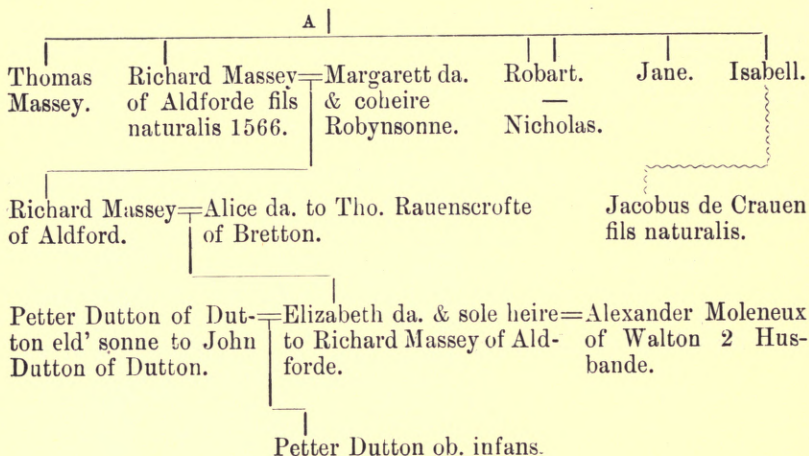 A
Thomas Massey.
Richard Massey of Aldforde fils naturalis 1566.
Margarett da. & coheire Robynsonne.
Robart.
—
Nicholas.
Jane.
Isabell.
Richard Massey of Aldford.
Alice da. to Tho. Rauenscrofte of Bretton.
Jacobus de Crauen fils naturalis.
Petter Dutton of Dut-
ton eld' sonne to John
Dutton of Dutton.
Elizabeth da. & sole heire
to Richard Massey of Ald-
forde.
Alexander Moleneux
of Walton 2 Hus-
bande.
Petter Dutton ob. infans.